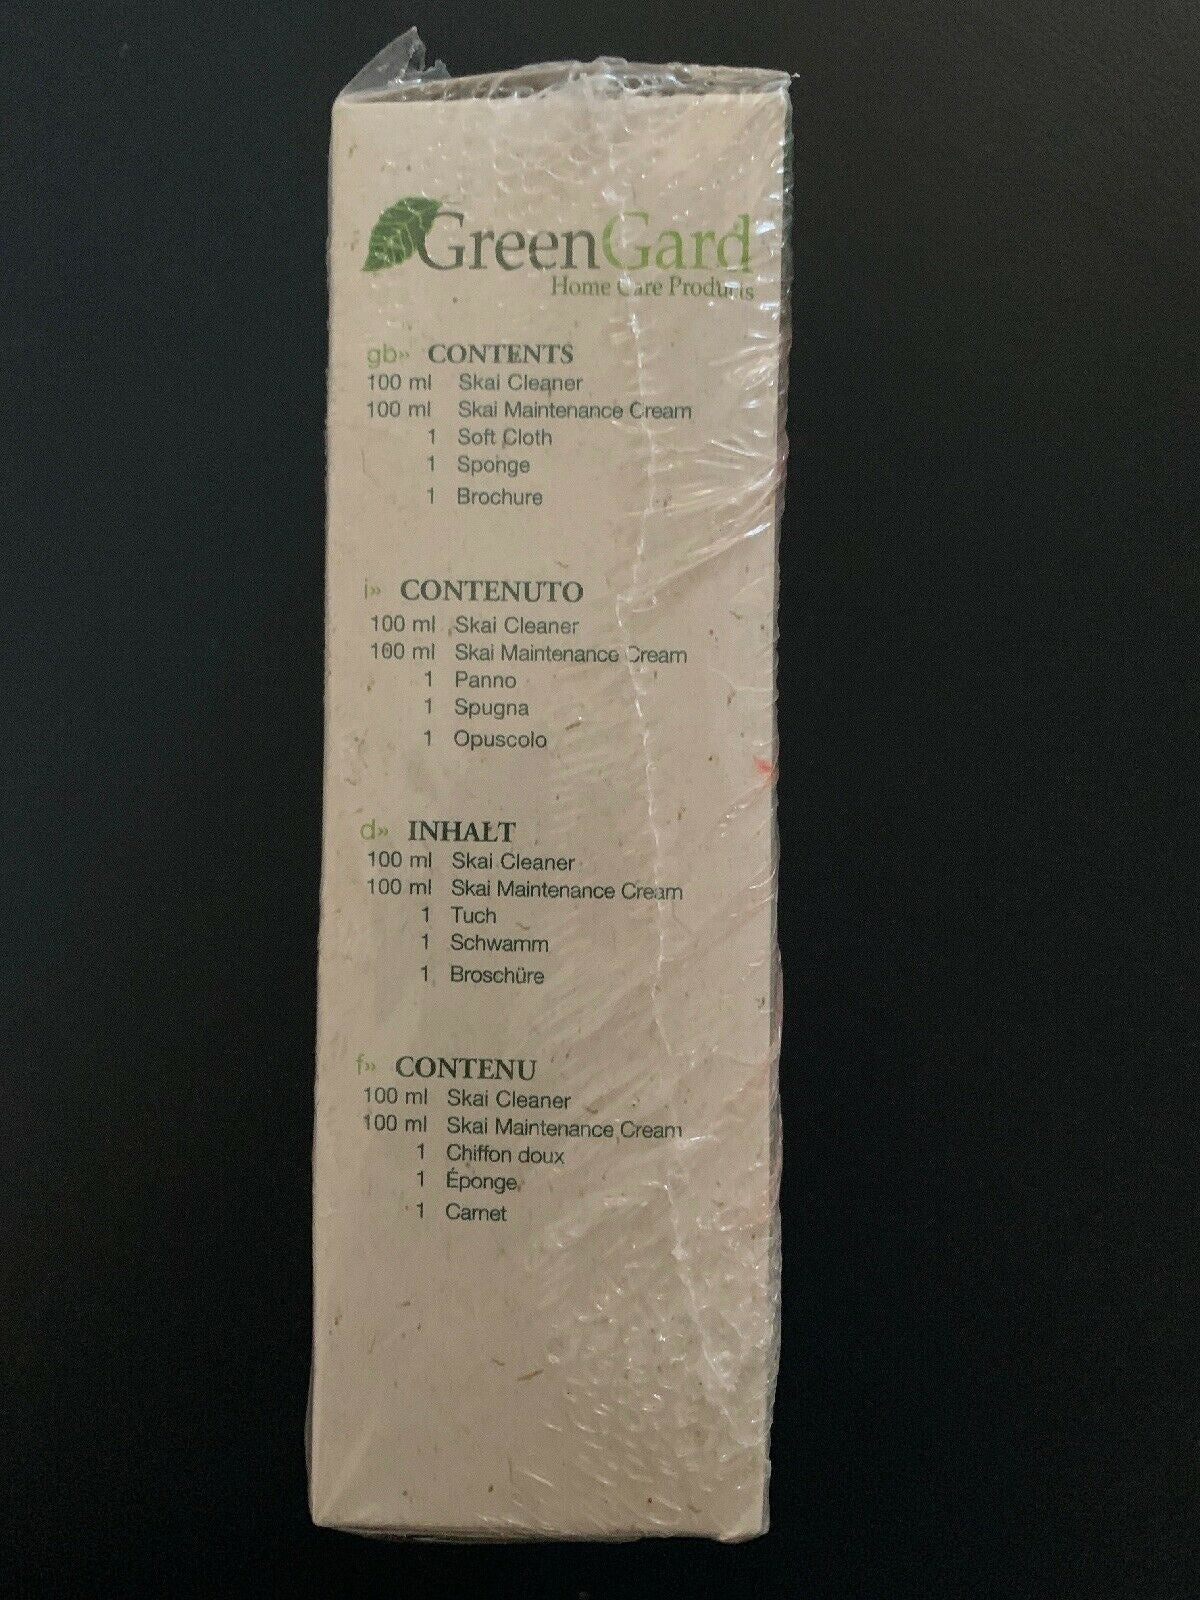 GreenGard
Home Care Products
gb» CONTENTS
100 ml Skai Cleaner
100 ml Skai Maintenance Cream
1 Soft Cloth
1 Sponge
1 Brochure
i» CONTENUTO
100 ml Skai Cleaner
100 ml Skai Maintenance Cream
1 Panno
1 Spugna
1 Opuscolo
d» INHALT
100 ml Skai Cleaner
100 ml Skai Maintenance Cream
1 Tuch
1 Schwamm
1 Broschüre
f» CONTENU
100 ml Skai Cleaner
100 ml Skai Maintenance Cream
1 Chiffon doux
1 Éponge
1 Carnet